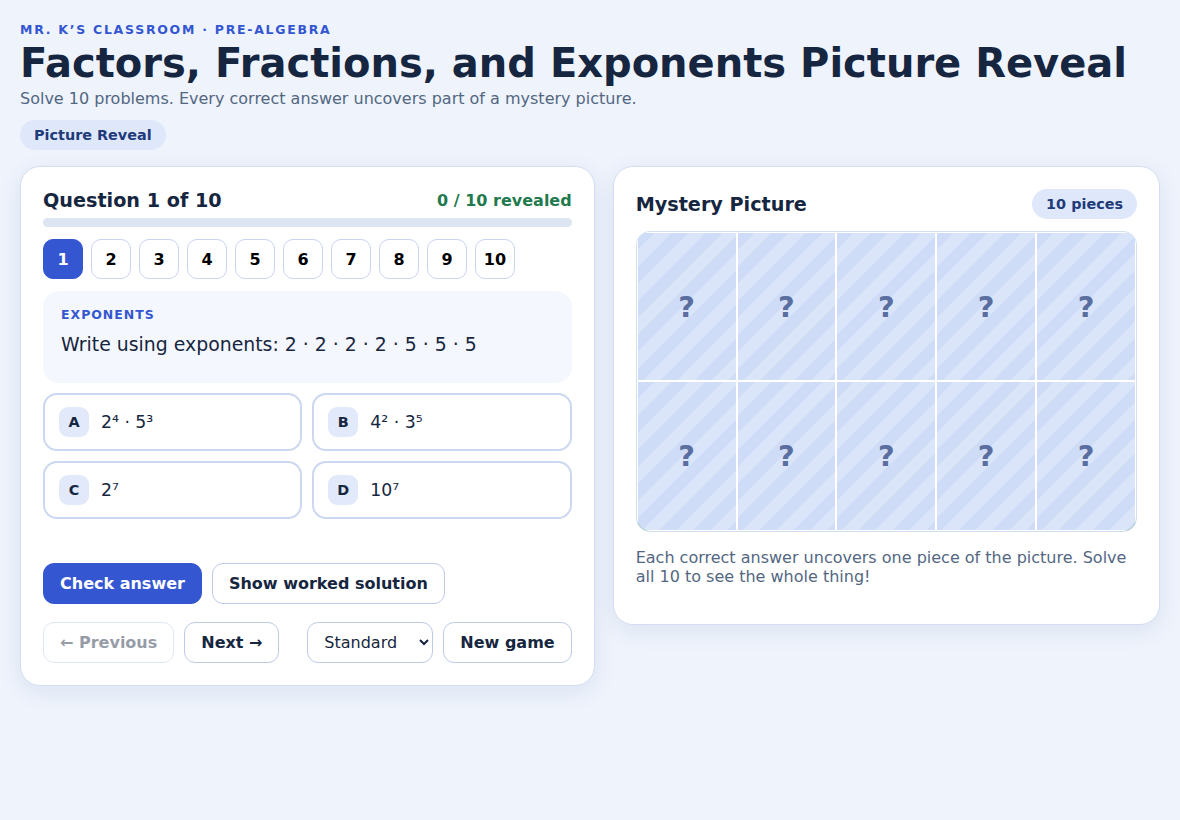 MR. K’S CLASSROOM · PRE-ALGEBRA
Factors, Fractions, and Exponents Picture Reveal
Solve 10 problems. Every correct answer uncovers part of a mystery picture.
Picture Reveal
Question 1 of 10
0 / 10 revealed
1 2 3 4 5 6 7 8 9 10
EXPONENTS
Write using exponents: 2 · 2 · 2 · 2 · 5 · 5 · 5
A 2⁴ · 5³
B 4² · 3⁵
C 2⁷
D 10⁷
Check answer
Show worked solution
← Previous
Next →
Standard
New game
Mystery Picture
10 pieces
? ? ? ? ?
? ? ? ? ?
Each correct answer uncovers one piece of the picture. Solve
all 10 to see the whole thing!